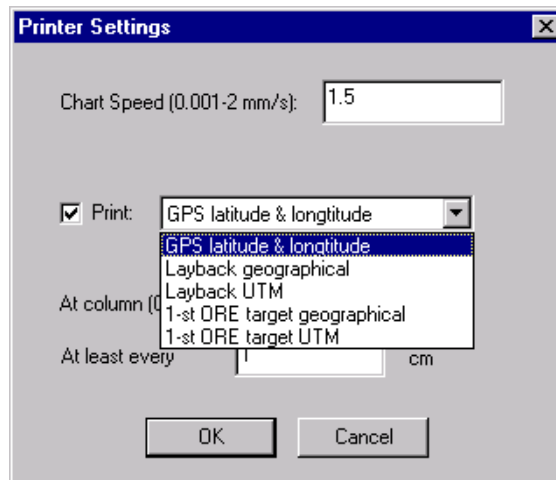 Printer Settings
Chart Speed (0.001-2 mm/s): 1.5
Print: GPS latitude & longtitude
GPS latitude & longtitude
Layback geographical
Layback UTM
At column (0
1-st ORE target geographical
1-st ORE target UTM
At least every cm
OK Cancel